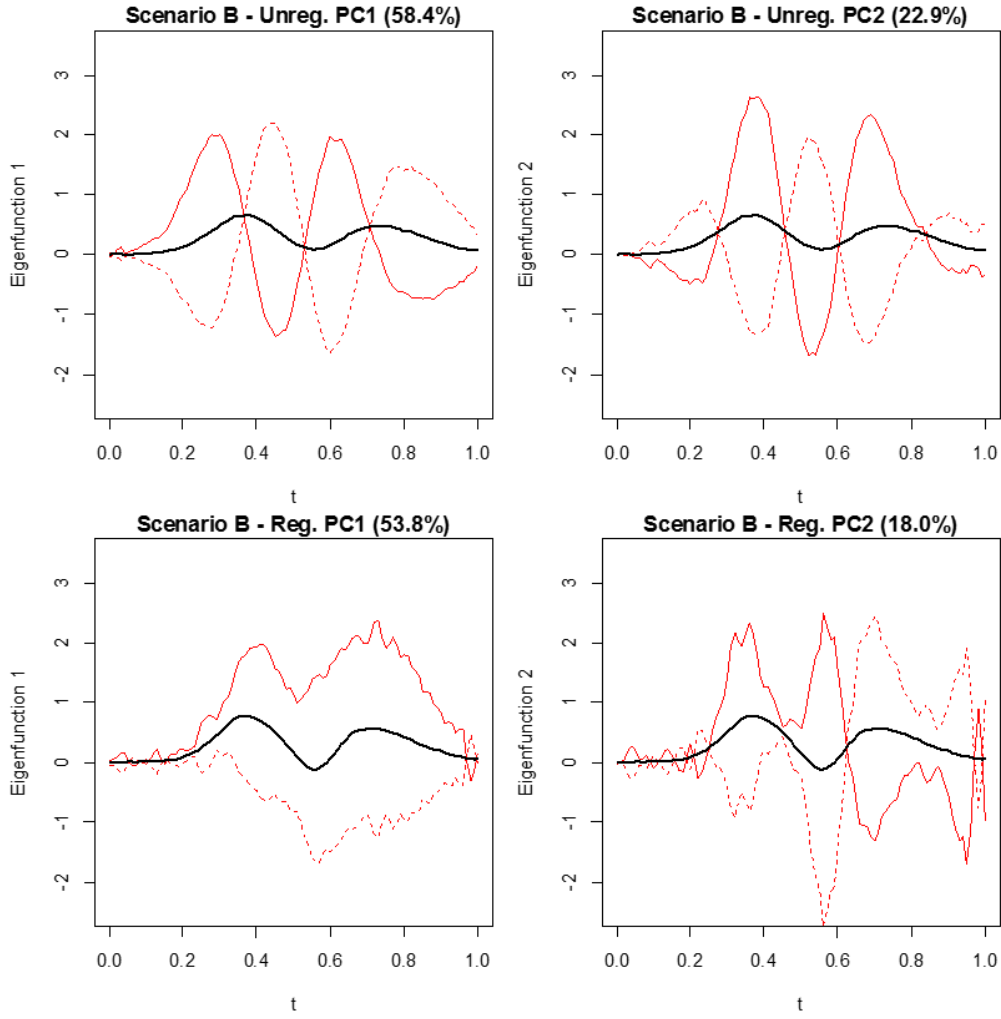 Scenario B - Unreg. PC1 (58.4%)
Eigenfunction 1
3
2
1
0
-1
-2
0.0 0.2 0.4 0.6 0.8 1.0
t
Scenario B - Unreg. PC2 (22.9%)
Eigenfunction 2
3
2
1
0
-1
-2
0.0 0.2 0.4 0.6 0.8 1.0
t
Scenario B - Reg. PC1 (53.8%)
Eigenfunction 1
3
2
1
0
-1
-2
0.0 0.2 0.4 0.6 0.8 1.0
t
Scenario B - Reg. PC2 (18.0%)
Eigenfunction 2
3
2
1
0
-1
-2
0.0 0.2 0.4 0.6 0.8 1.0
t